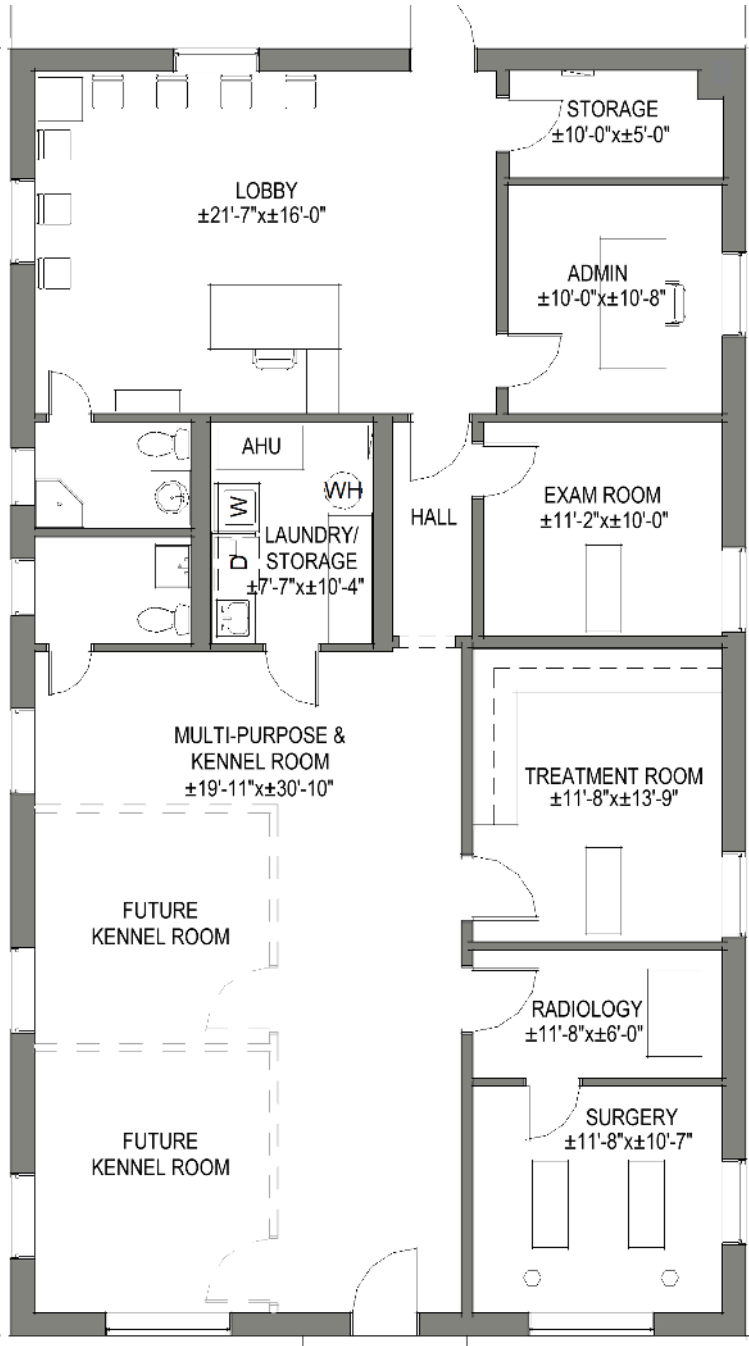 STORAGE
±10'-0"x±5'-0"
LOBBY
±21'-7"x±16'-0"
ADMIN
±10'-0"x±10'-8"
AHU
WH
W
HALL
EXAM ROOM
±11'-2"x±10'-0"
LAUNDRY/
STORAGE
±7'-7"x±10'-4"
D
MULTI-PURPOSE &
KENNEL ROOM
±19'-11"x±30'-10"
TREATMENT ROOM
±11'-8"x±13'-9"
FUTURE
KENNEL ROOM
RADIOLOGY
±11'-8"x±6'-0"
SURGERY
±11'-8"x±10'-7"
FUTURE
KENNEL ROOM